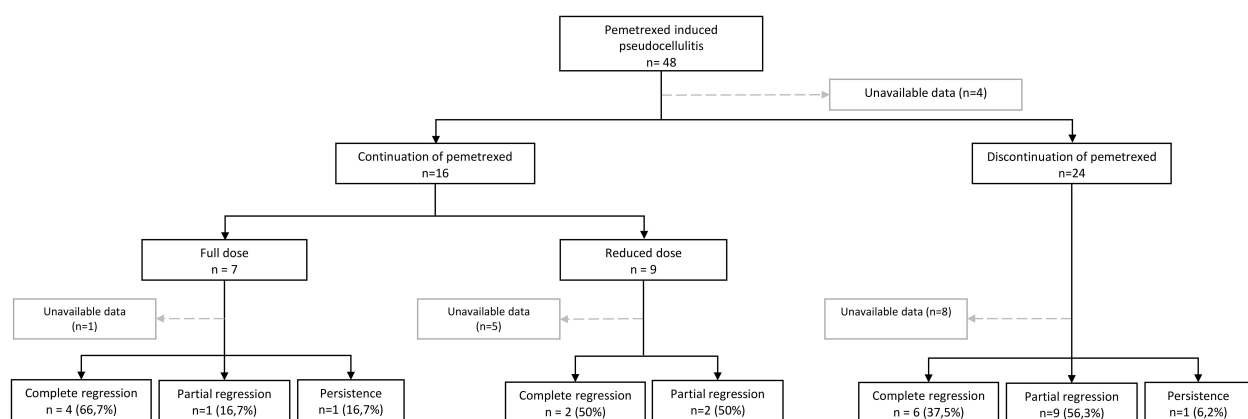 Pemetrexed induced
pseudocellulitis
n= 48
Unavailable data (n=4)
Continuation of pemetrexed
n=16
Discontinuation of pemetrexed
n=24
Full dose
n = 7
Reduced dose
n = 9
Unavailable data
(n=1)
Unavailable data
(n=5)
Unavailable data (n=8)
Complete regression
n = 4 (66,7%)
Partial regression
n=1 (16,7%)
Persistence
n=1 (16,7%)
Complete regression
n = 2 (50%)
Partial regression
n=2 (50%)
Complete regression
n = 6 (37,5%)
Partial regression
n=9 (56,3%)
Persistence
n=1 (6,2%)